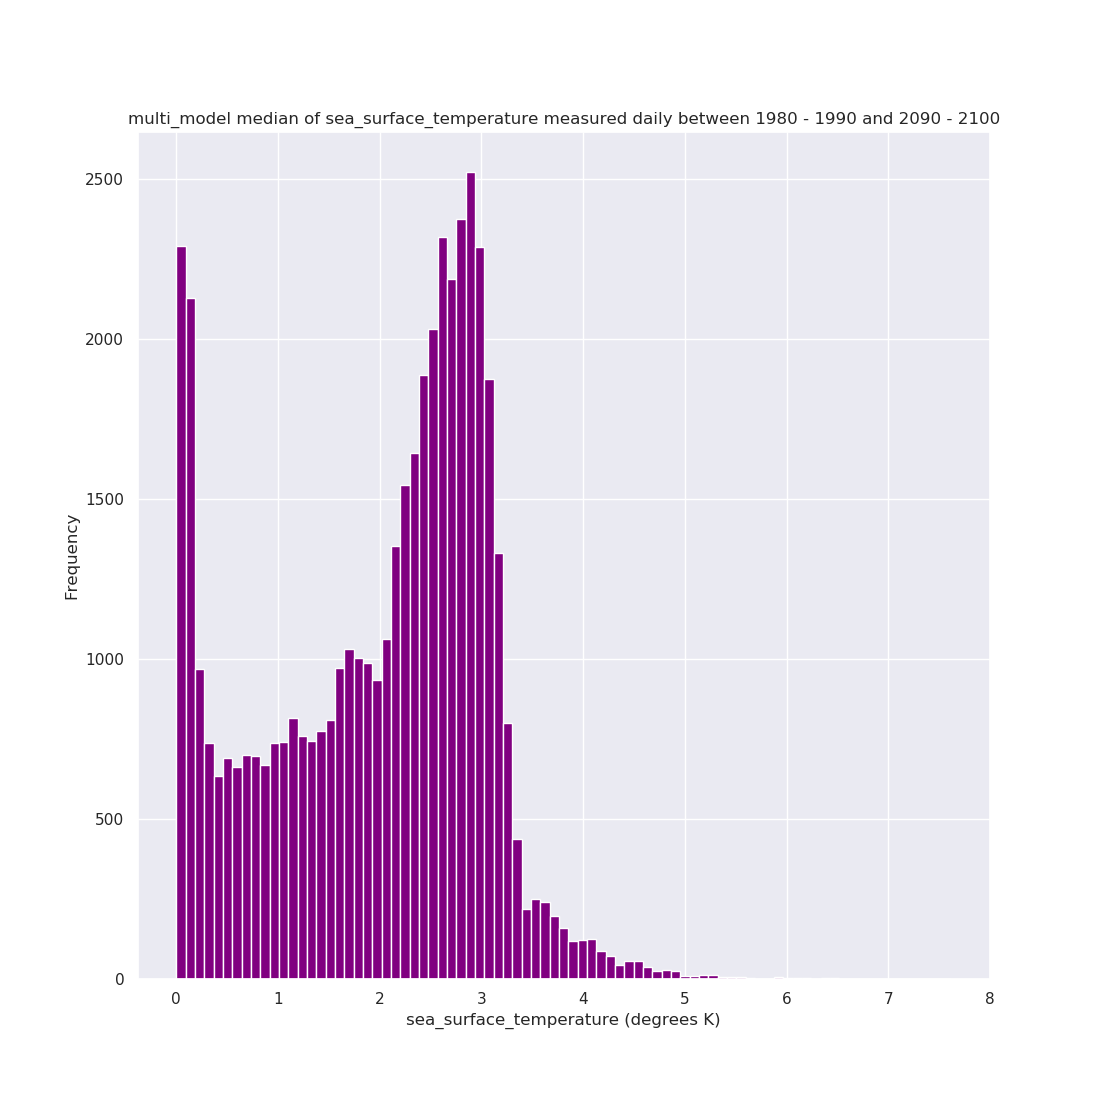 multi_model median of sea_surface_temperature measured daily between 1980 - 1990 and 2090 - 2100
2500
2000
1500
1000
500
0
Frequency
0 1 2 3 4 5 6 7 8
sea_surface_temperature (degrees K)